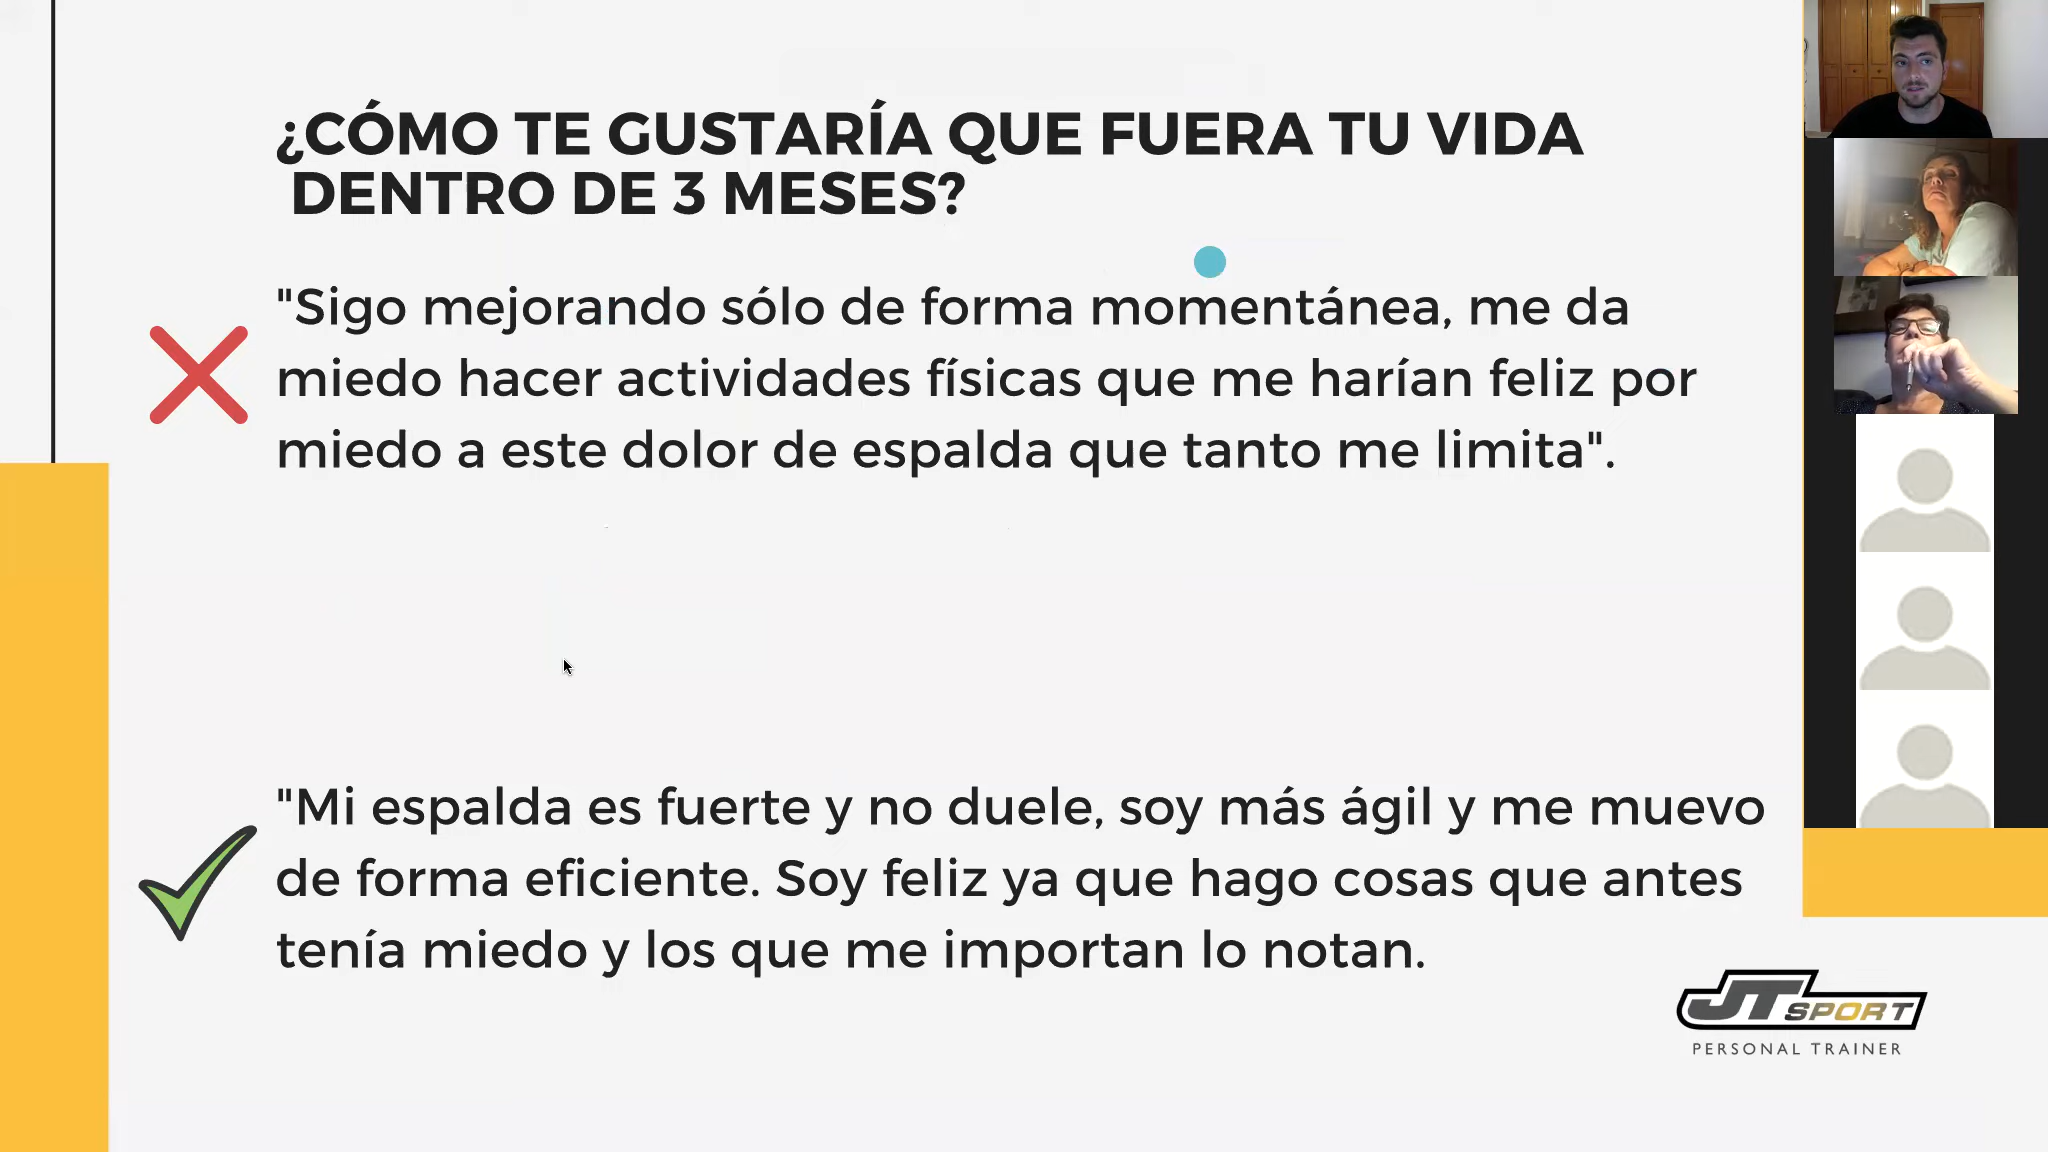 ¿CÓMO TE GUSTARÍA QUE FUERA TU VIDA
DENTRO DE 3 MESES?
"Sigo mejorando sólo de forma momentánea, me da
miedo hacer actividades físicas que me harían feliz por
miedo a este dolor de espalda que tanto me limita".
"Mi espalda es fuerte y no duele, soy más ágil y me muevo
de forma eficiente. Soy feliz ya que hago cosas que antes
tenía miedo y los que me importan lo notan.
JT SPORT
PERSONAL TRAINER